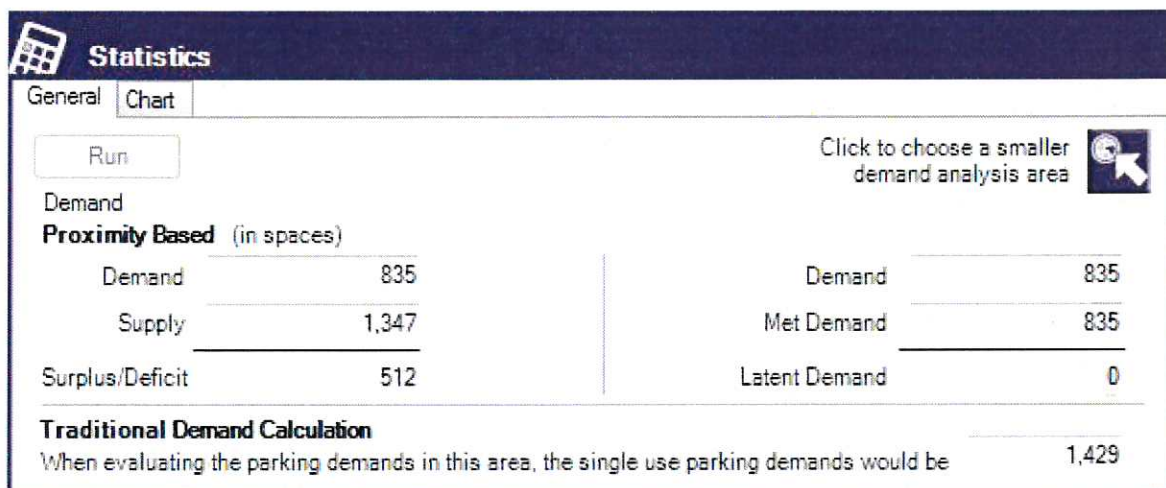 Statistics
General Chart
Run
Click to choose a smaller
demand analysis area
Demand
Proximity Based (in spaces)
Demand 835 Demand 835
Supply 1,347 Met Demand 835
Surplus/Deficit 512 Latent Demand 0
Traditional Demand Calculation
When evaluating the parking demands in this area, the single use parking demands would be 1,429